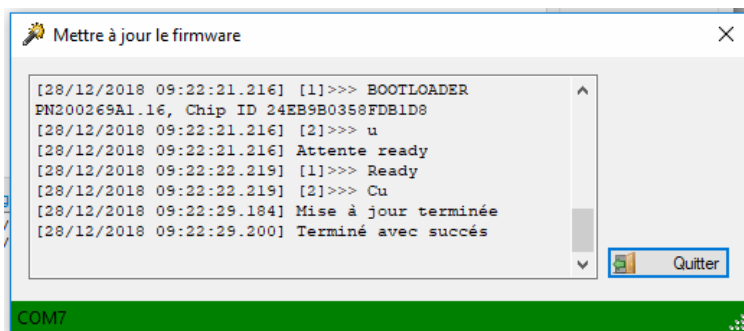 Mettre à jour le firmware
[28/12/2018 09:22:21.216] [1]>>> BOOTLOADER
PN200269A1.16, Chip ID 24EB9B0358FDB1D8
[28/12/2018 09:22:21.216] [2]>>> u
[28/12/2018 09:22:21.216] Attente ready
[28/12/2018 09:22:22.219] [1]>>> Ready
[28/12/2018 09:22:22.219] [2]>>> Cu
[28/12/2018 09:22:29.184] Mise à jour terminée
[28/12/2018 09:22:29.200] Terminé avec succés
Quitter
COM7